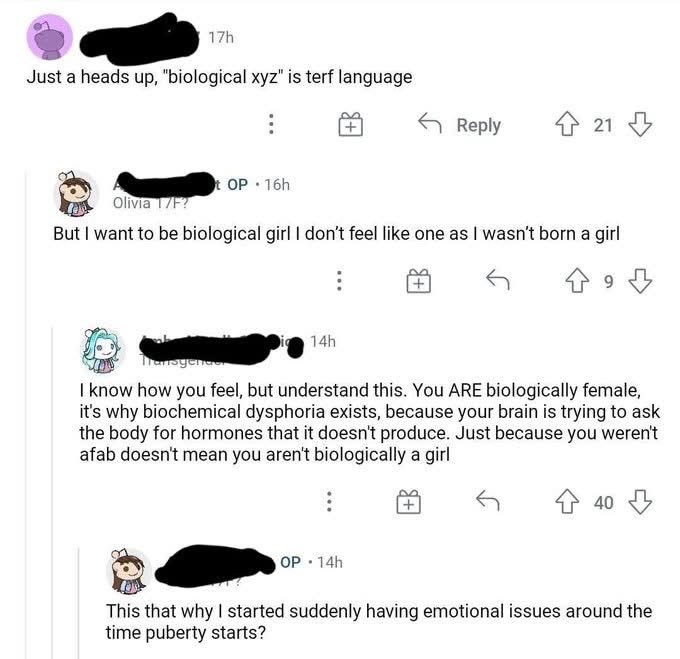 17h
Just a heads up, "biological xyz" is terf language
Reply 21
OP • 16h
Olivia 17F?
But I want to be biological girl I don't feel like one as I wasn't born a girl
9
14h
I know how you feel, but understand this. You ARE biologically female,
it's why biochemical dysphoria exists, because your brain is trying to ask
the body for hormones that it doesn't produce. Just because you weren't
afab doesn't mean you aren't biologically a girl
40
OP • 14h
This that why I started suddenly having emotional issues around the
time puberty starts?